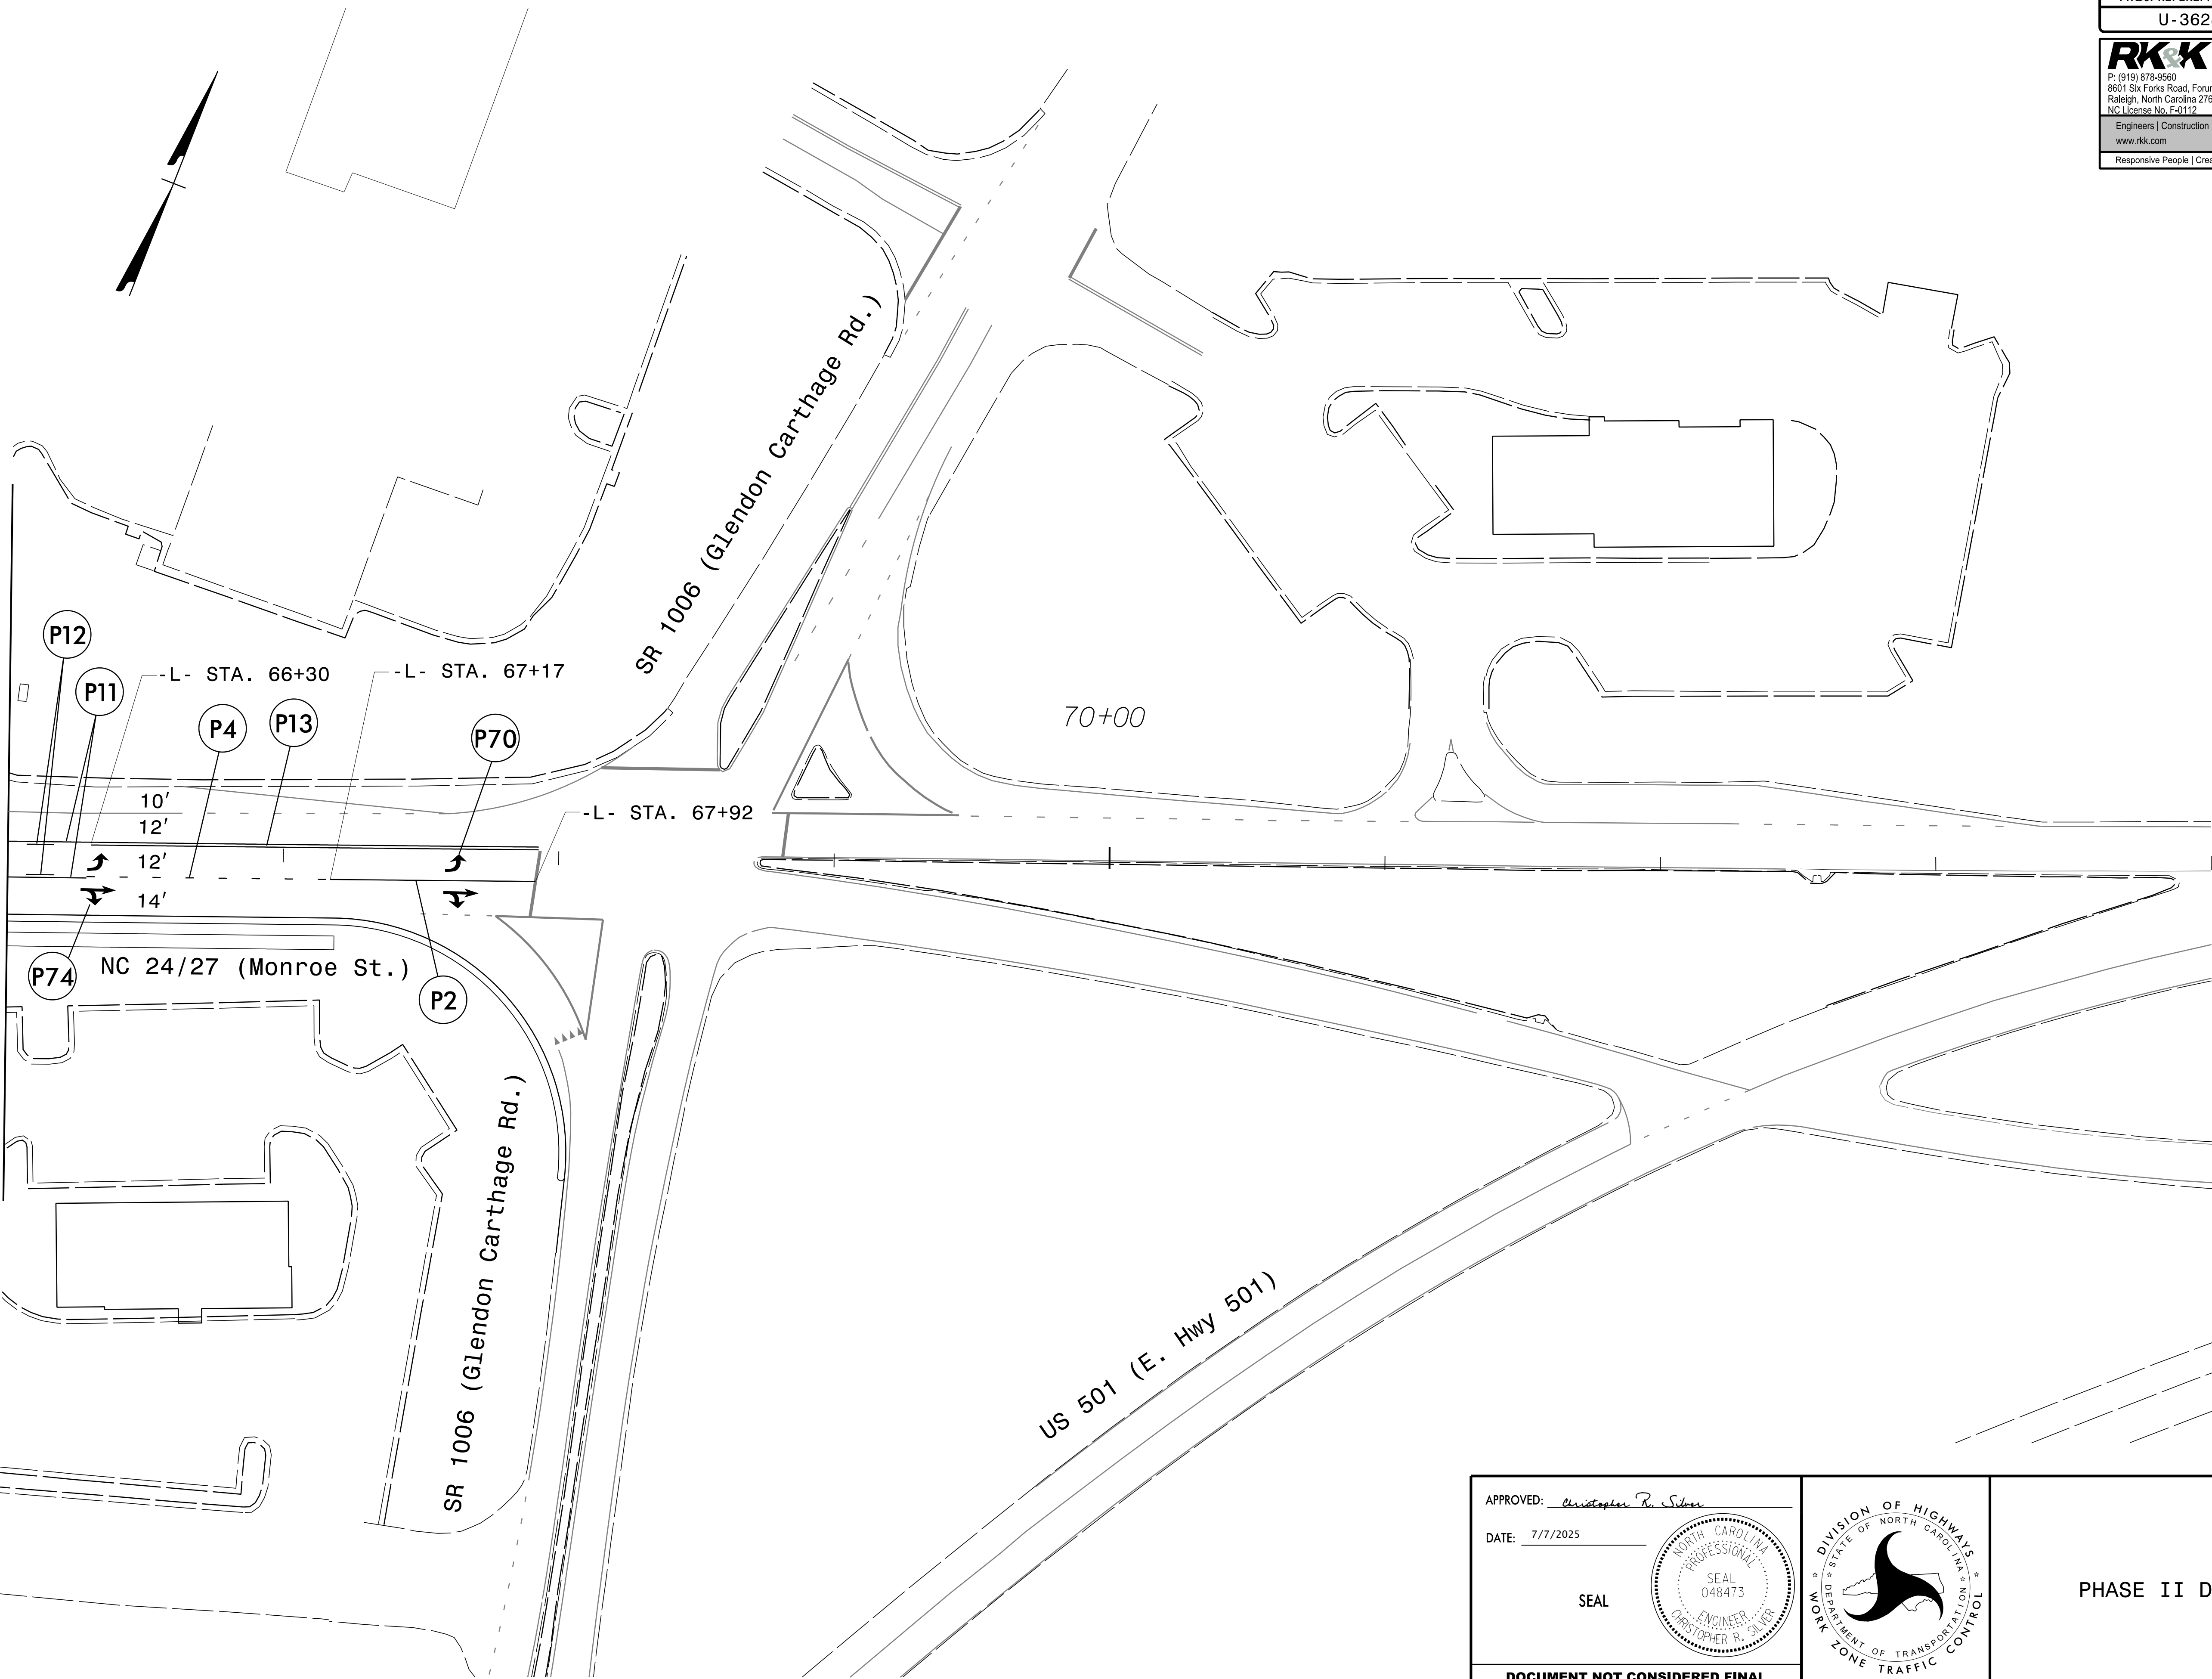 U-362
RK&K
P: (919) 878-9560
8601 Six Forks Road, Forum
Raleigh, North Carolina 276
NC License No. F-0112
Engineers | Construction
www.rkk.com
Responsive People | Crea
SR 1006 (Glendon Carthage Rd.)
P12
-L- STA. 66+30
-L- STA. 67+17
P11
P4
P13
P70
70+00
10'
12'
-L- STA. 67+92
12'
14'
P74
NC 24/27 (Monroe St.)
P2
SR 1006 (Glendon Carthage Rd.)
US 501 (E. Hwy 501)
APPROVED: Christopher R. Silver
DATE: 7/7/2025
SEAL
NORTH CAROLINA
PROFESSIONAL
SEAL
048473
ENGINEER
CHRISTOPHER R. SILVER
DIVISION OF HIGHWAYS
STATE OF NORTH CAROLINA
DEPARTMENT OF TRANSPORTATION
WORK ZONE TRAFFIC CONTROL
PHASE II D
DOCUMENT NOT CONSIDERED FINAL